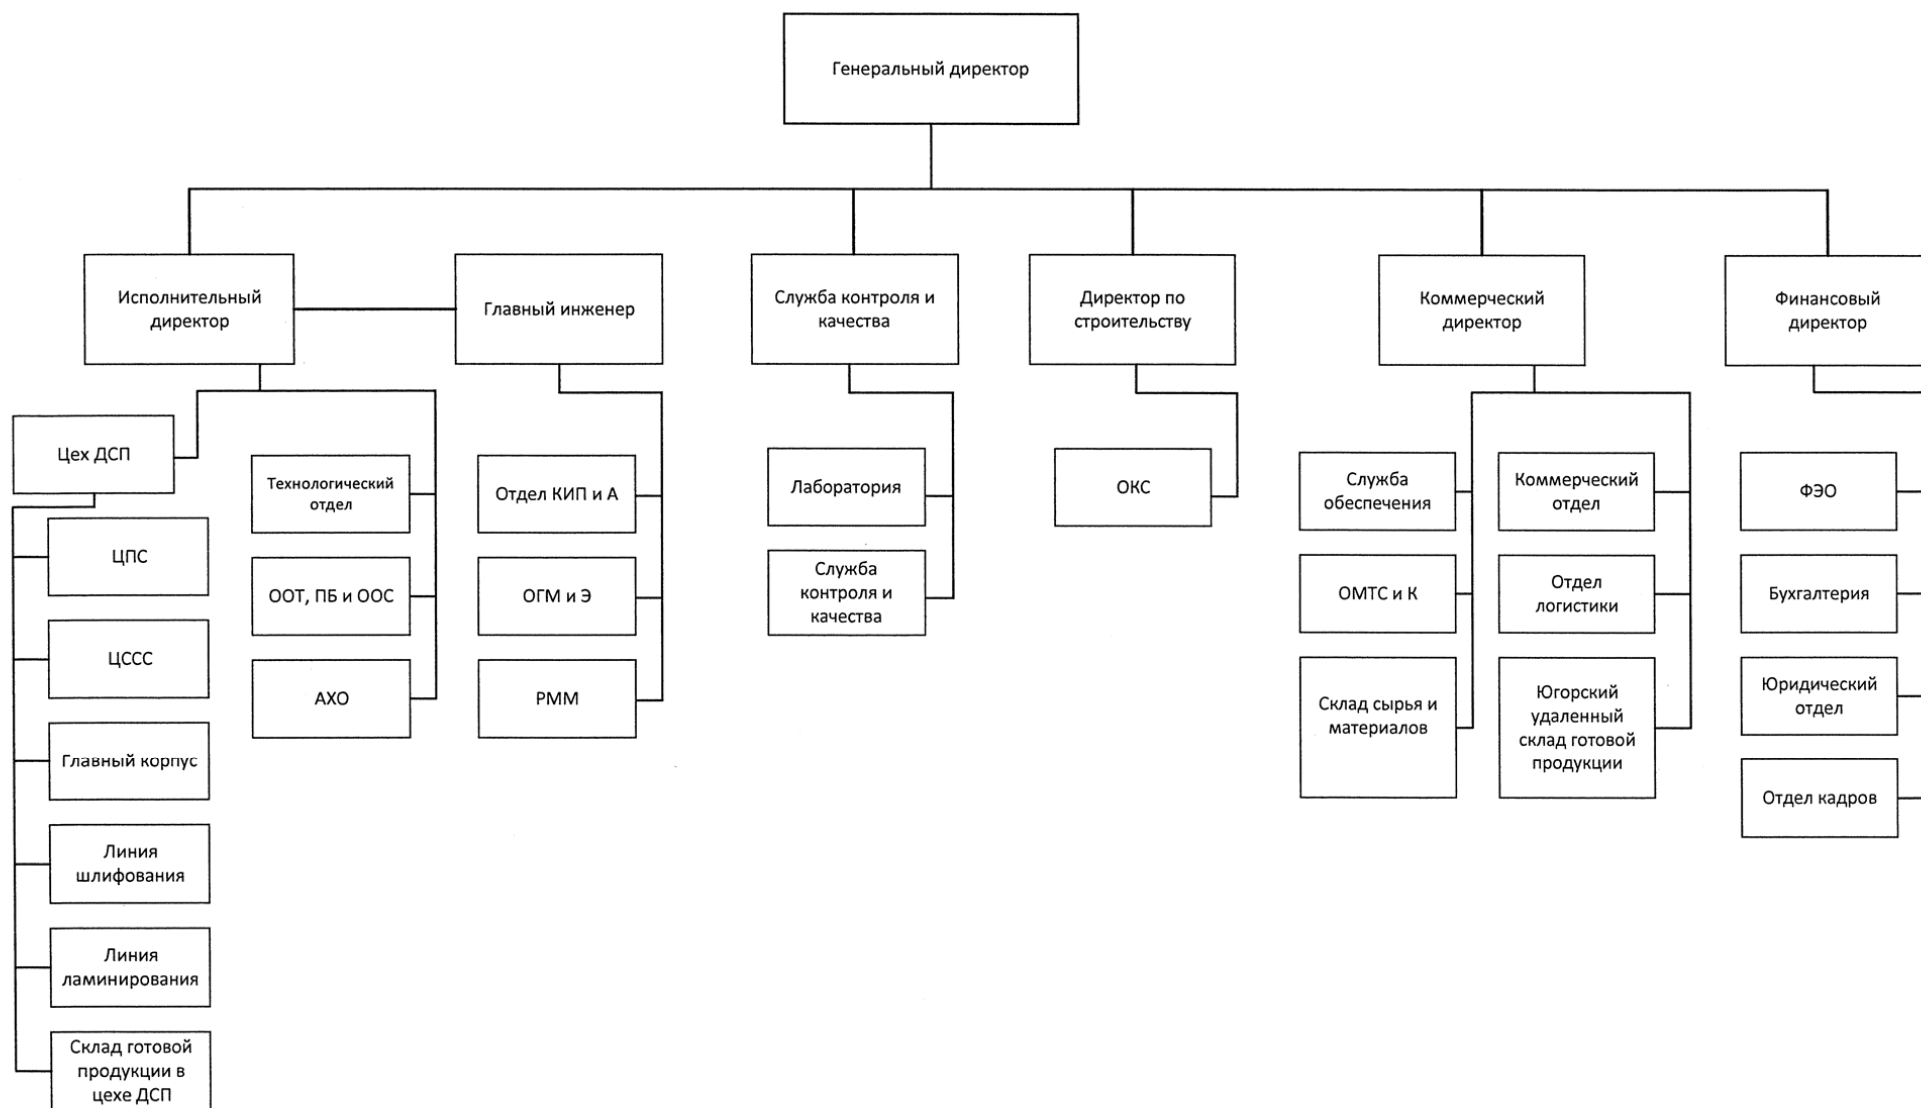 Генеральный директор
Исполнительный
директор
Главный инженер
Служба контроля и
качества
Директор по
строительству
Коммерческий
директор
Финансовый
директор
Цех ДСП
ЦПС
ЦССС
Главный корпус
Линия
шлифования
Линия
ламинирования
Склад готовой
продукции в
цехе ДСП
Технологический
отдел
ООТ, ПБ и ООС
АХО
Отдел КИП и А
ОГМ и Э
РММ
Лаборатория
Служба
контроля и
качества
ОКС
Служба
обеспечения
ОМТС и К
Склад сырья и
материалов
Коммерческий
отдел
Отдел
логистики
Югорский
удаленный
склад готовой
продукции
ФЭО
Бухгалтерия
Юридический
отдел
Отдел кадров